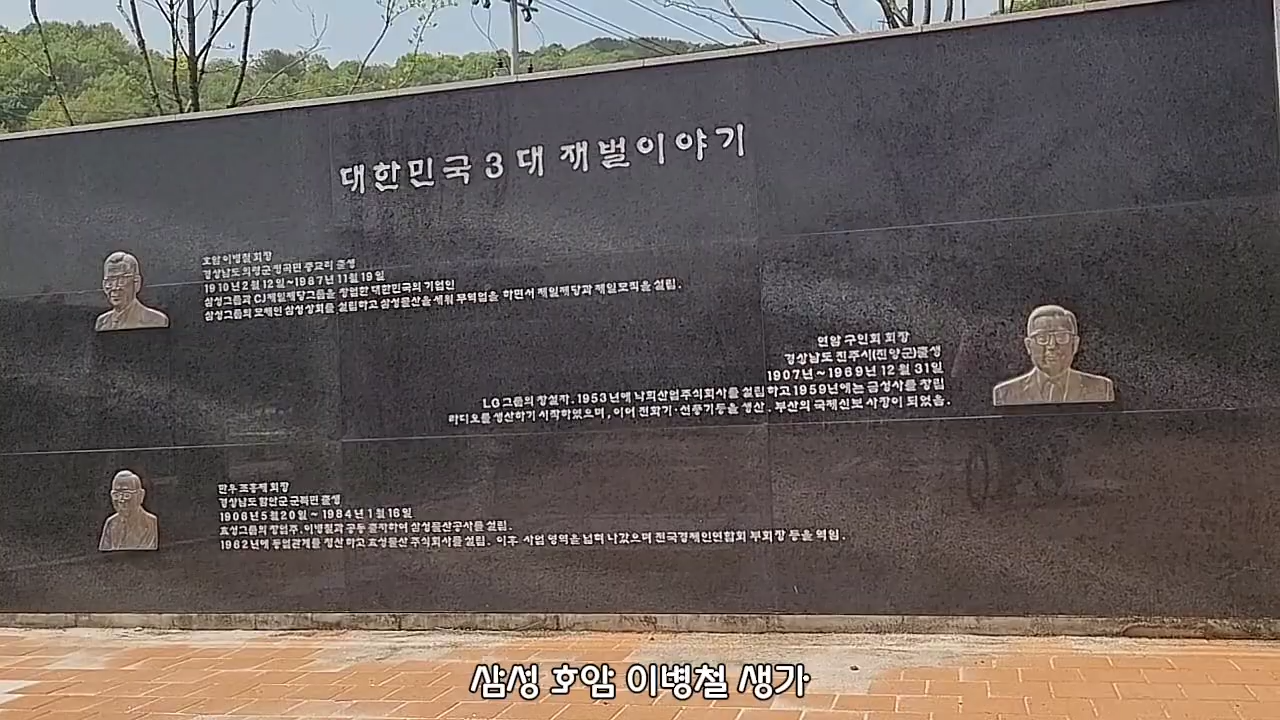 대한민국 3대 재벌이야기
호암 이병철 회장
경상남도 의령군 정곡면 중교리 출생
1910년 2월 12일~1987년 11월 19일
삼성그룹과 CJ제일제당그룹을 창업한 대한민국의 기업인
삼성그룹의 모체인 삼성상회를 설립하고 삼성물산을 세워 무역업을 하면서 제일제당과 제일모직을 설립.
연암 구인회 회장
경상남도 진주시(진양군)출생
1907년~1969년 12월 31일
LG그룹의 창설자. 1953년에 낙희산업주식회사를 설립하고 1959년에는 금성사를 창립
라디오를 생산하기 시작하였으며, 이어 전화기·선풍기등을 생산. 부산의 국제신보 사장이 되었음.
만우 조홍제 회장
경상남도 함안군 군북면 출생
1906년 5월 20일 ~ 1984년 1월 16일
효성그룹의 창업주. 이병철과 공동 출자하여 삼성물산공사를 설립.
1962년에 동업관계를 청산하고 효성물산 주식회사를 설립. 이후 사업 영역을 넓혀 나갔으며 전국경제인연합회 부회장 등을 역임.
삼성 호암 이병철 생가